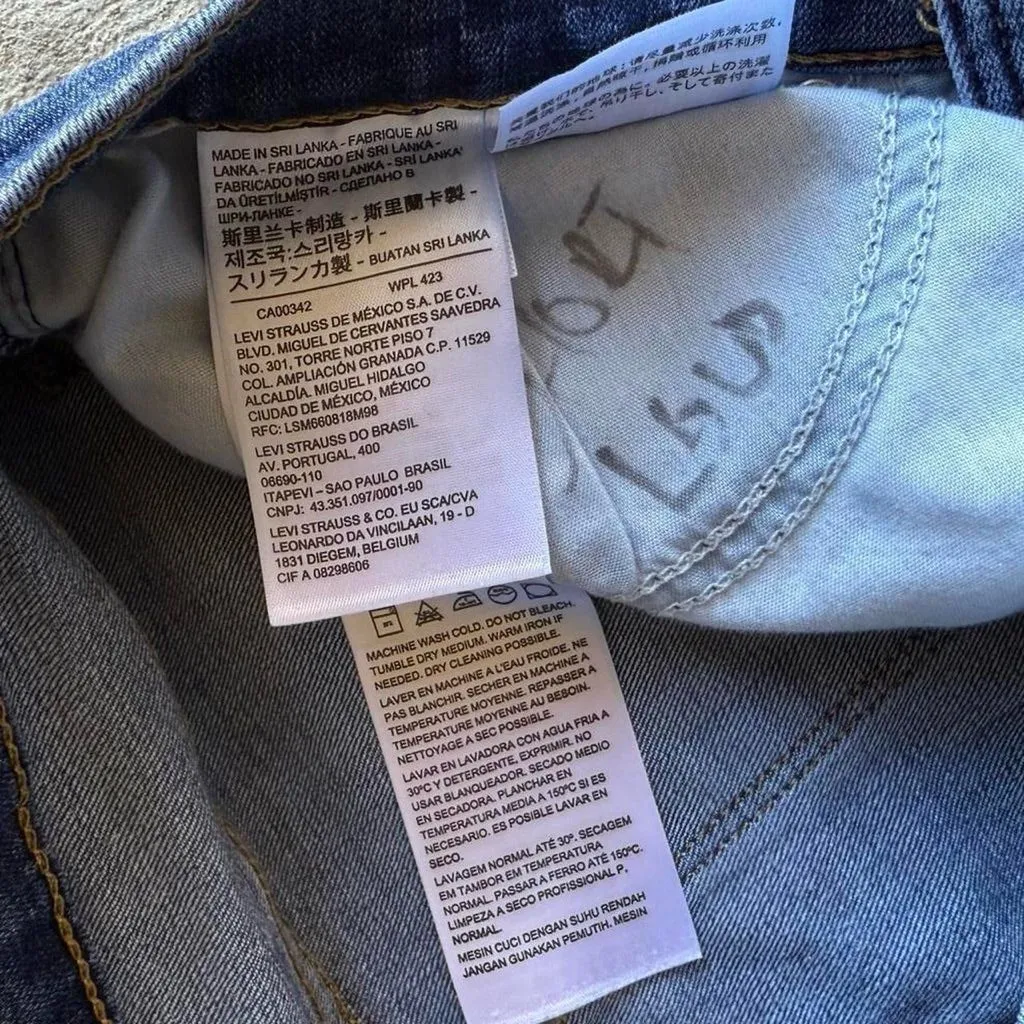 MADE IN SRI LANKA - FABRIQUE AU SRI
LANKA - FABRICADO EN SRI LANKA -
FABRICADO NO SRI LANKA - SRİ LANKA'
DA ÜRETİLMİŞTİR - СДЕЛАНО В
ШРИ-ЛАНКЕ -
斯里兰卡制造 - 斯里蘭卡製 -
제조국:스리랑카 -
スリランカ製 - BUATAN SRI LANKA
CA00342 WPL 423
LEVI STRAUSS DE MÉXICO S.A. DE C.V.
BLVD. MIGUEL DE CERVANTES SAAVEDRA
NO. 301, TORRE NORTE PISO 7
COL. AMPLIACIÓN GRANADA C.P. 11529
ALCALDÍA. MIGUEL HIDALGO
CIUDAD DE MÉXICO, MÉXICO
RFC: LSM660818M98
LEVI STRAUSS DO BRASIL
AV. PORTUGAL, 400
06690-110
ITAPEVI – SAO PAULO BRASIL
CNPJ: 43.351.097/0001-90
LEVI STRAUSS & CO. EU SCA/CVA
LEONARDO DA VINCILAAN, 19 - D
1831 DIEGEM, BELGIUM
CIF A 08298606
MACHINE WASH COLD. DO NOT BLEACH.
TUMBLE DRY MEDIUM. WARM IRON IF
NEEDED. DRY CLEANING POSSIBLE.
LAVER EN MACHINE A L'EAU FROIDE. NE
PAS BLANCHIR. SECHER EN MACHINE A
TEMPERATURE MOYENNE. REPASSER A
TEMPERATURE MOYENNE AU BESOIN.
NETTOYAGE A SEC POSSIBLE.
LAVAR EN LAVADORA CON AGUA FRIA A
30ºC Y DETERGENTE, EXPRIMIR. NO
USAR BLANQUEADOR. SECADO MEDIO
EN SECADORA. PLANCHAR EN
TEMPERATURA MEDIA A 150ºC SI ES
NECESARIO. ES POSIBLE LAVAR EN
SECO.
LAVAGEM NORMAL ATÉ 30º. SECAGEM
EM TAMBOR EM TEMPERATURA
NORMAL. PASSAR A FERRO ATÉ 150ºC.
LIMPEZA A SECO PROFISSIONAL P.
NORMAL.
MESIN CUCI DENGAN SUHU RENDAH
JANGAN GUNAKAN PEMUTIH. MESIN